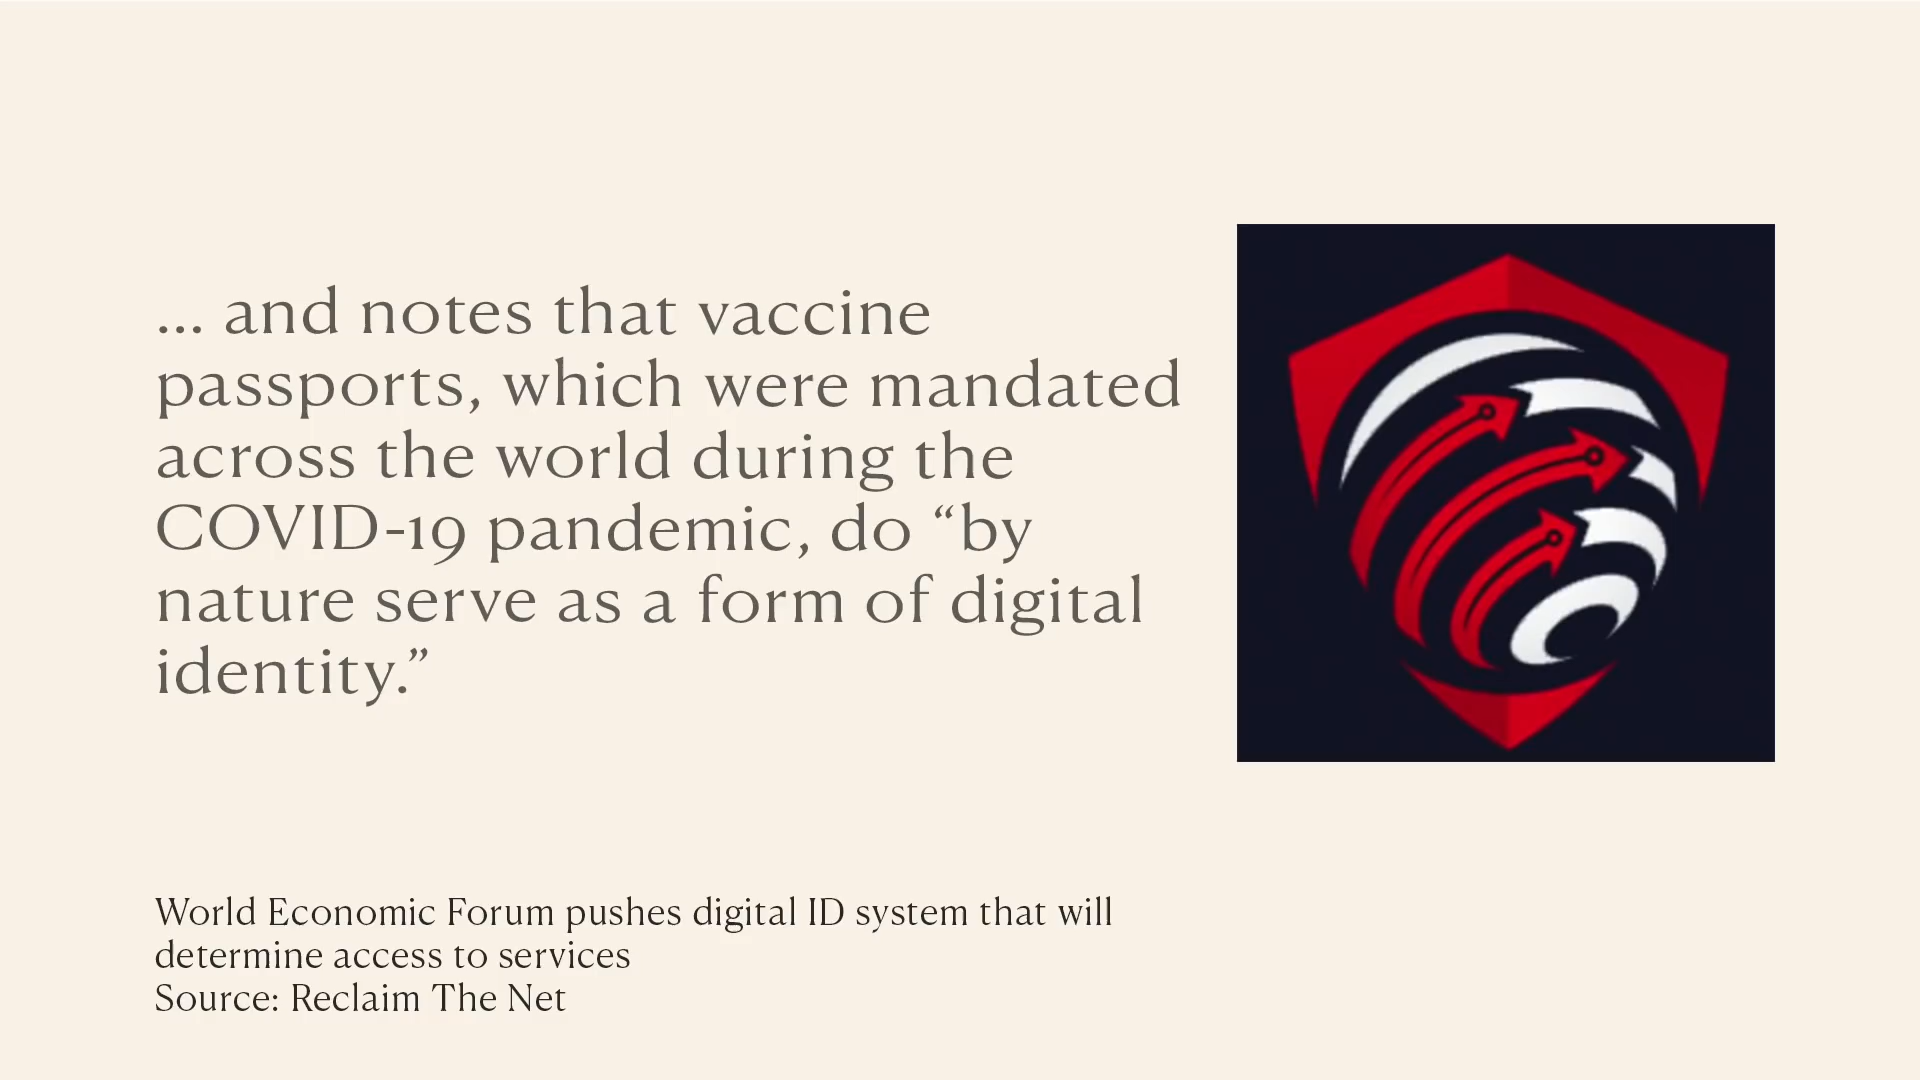 ... and notes that vaccine
passports, which were mandated
across the world during the
COVID-19 pandemic, do “by
nature serve as a form of digital
identity.”
World Economic Forum pushes digital ID system that will
determine access to services
Source: Reclaim The Net